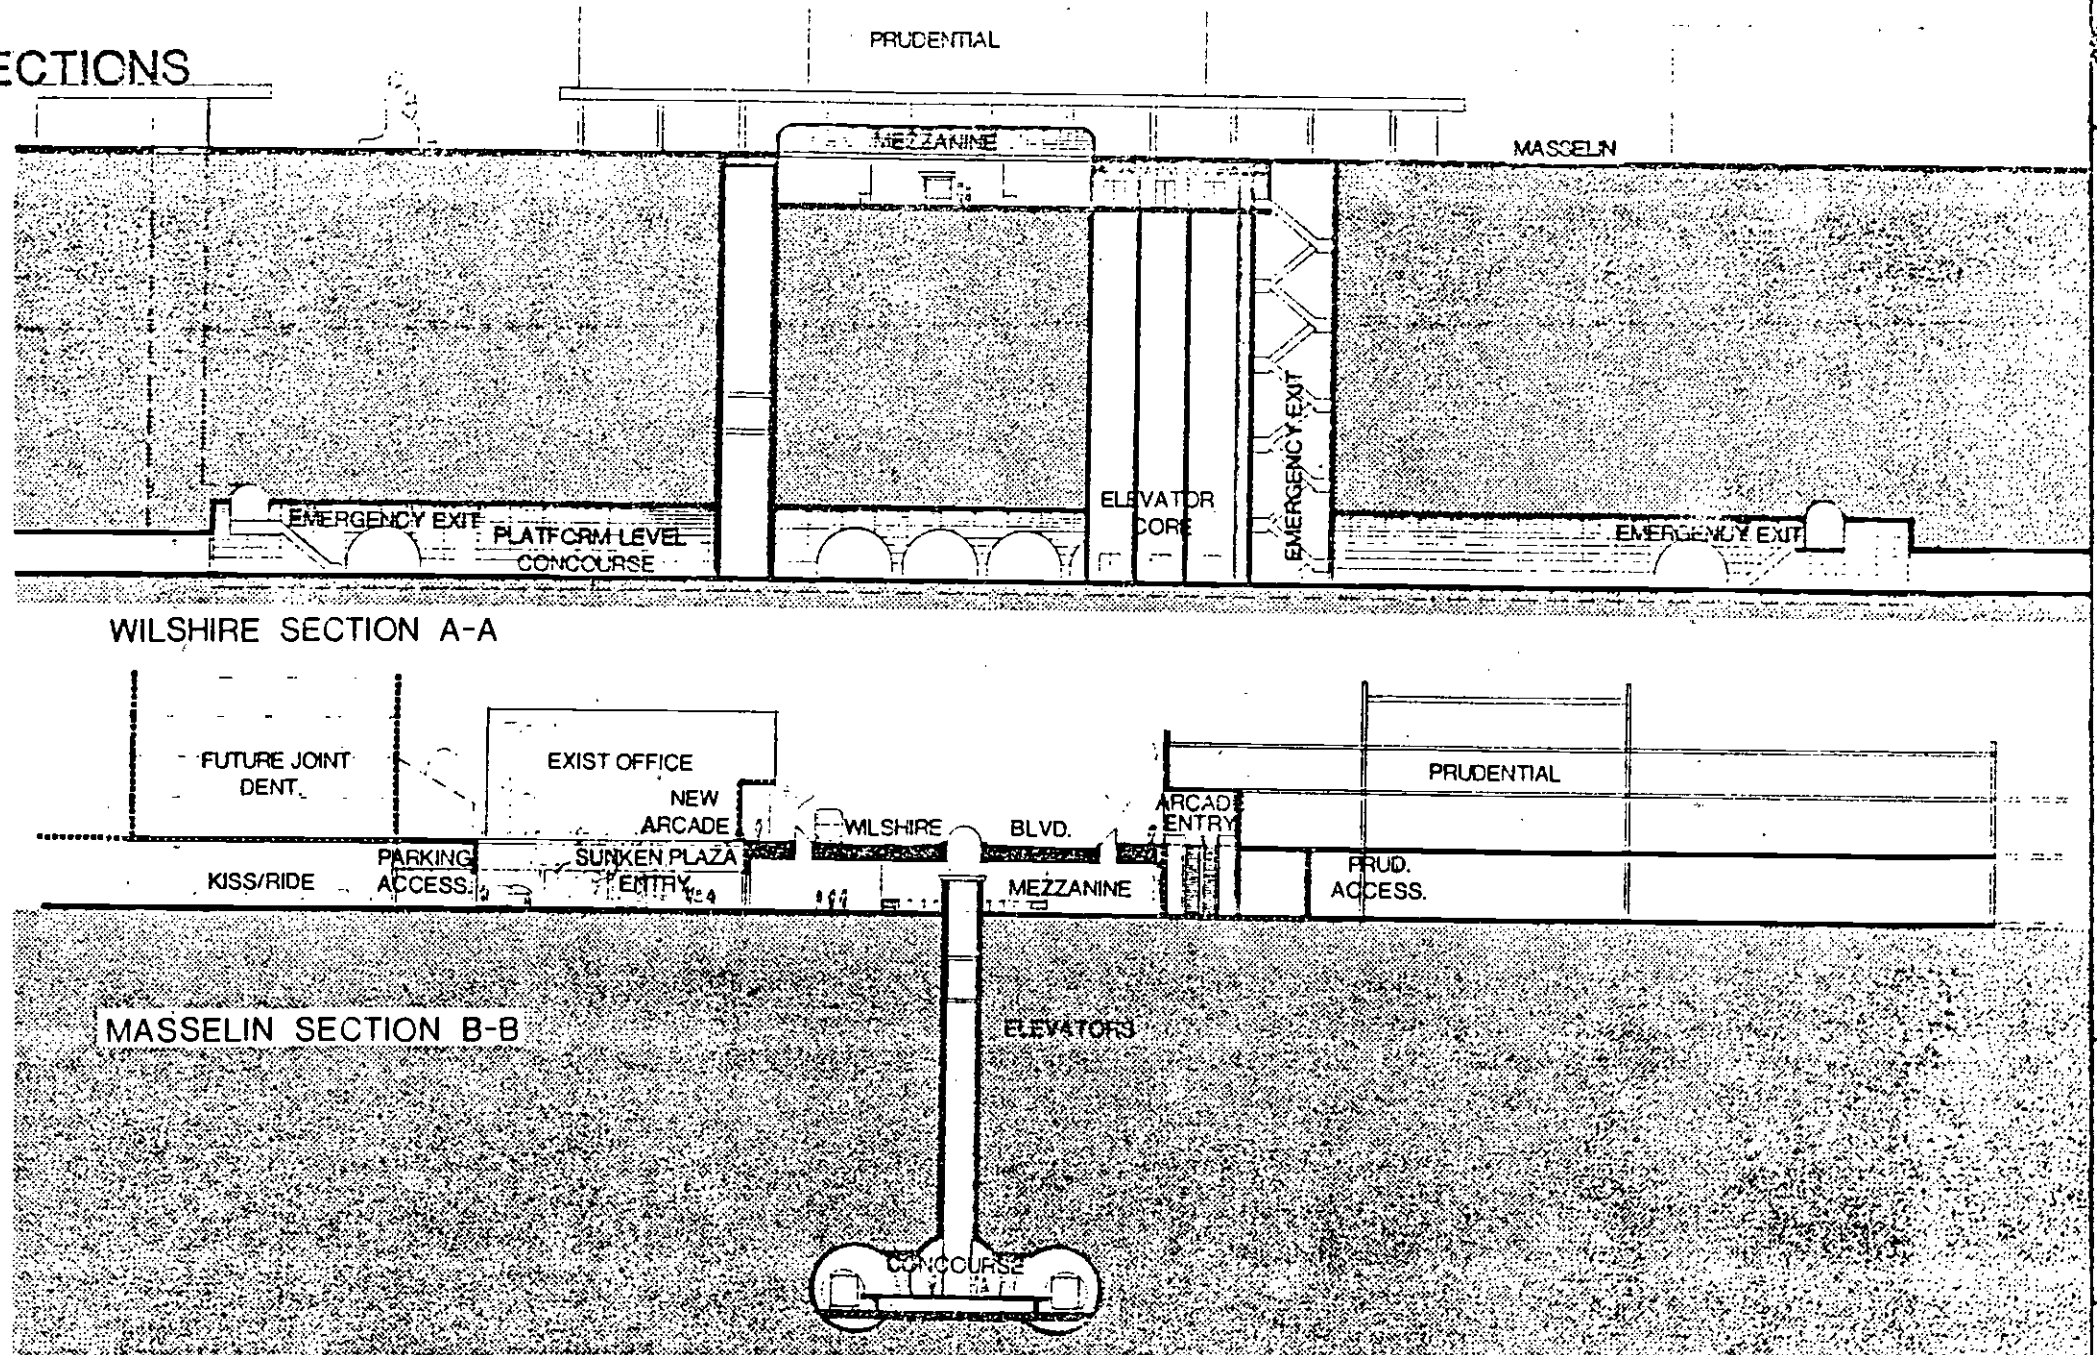 ECTIONS
PRUDENTIAL
MEZZANINE
MASSELIN
EMERGENCY EXIT
PLATFORM LEVEL
CONCOURSE
ELEVATOR
CORE
EMERGENCY EXIT
EMERGENCY EXIT
WILSHIRE SECTION A-A
FUTURE JOINT
DENT.
EXIST OFFICE
NEW
ARCADE
WILSHIRE BLVD.
ARCADE
ENTRY
PRUDENTIAL
KISS/RIDE
PARKING
ACCESS.
SUNKEN PLAZA
ENTRY
MEZZANINE
PRUD.
ACCESS.
MASSELIN SECTION B-B
ELEVATORS
CONCOURSE